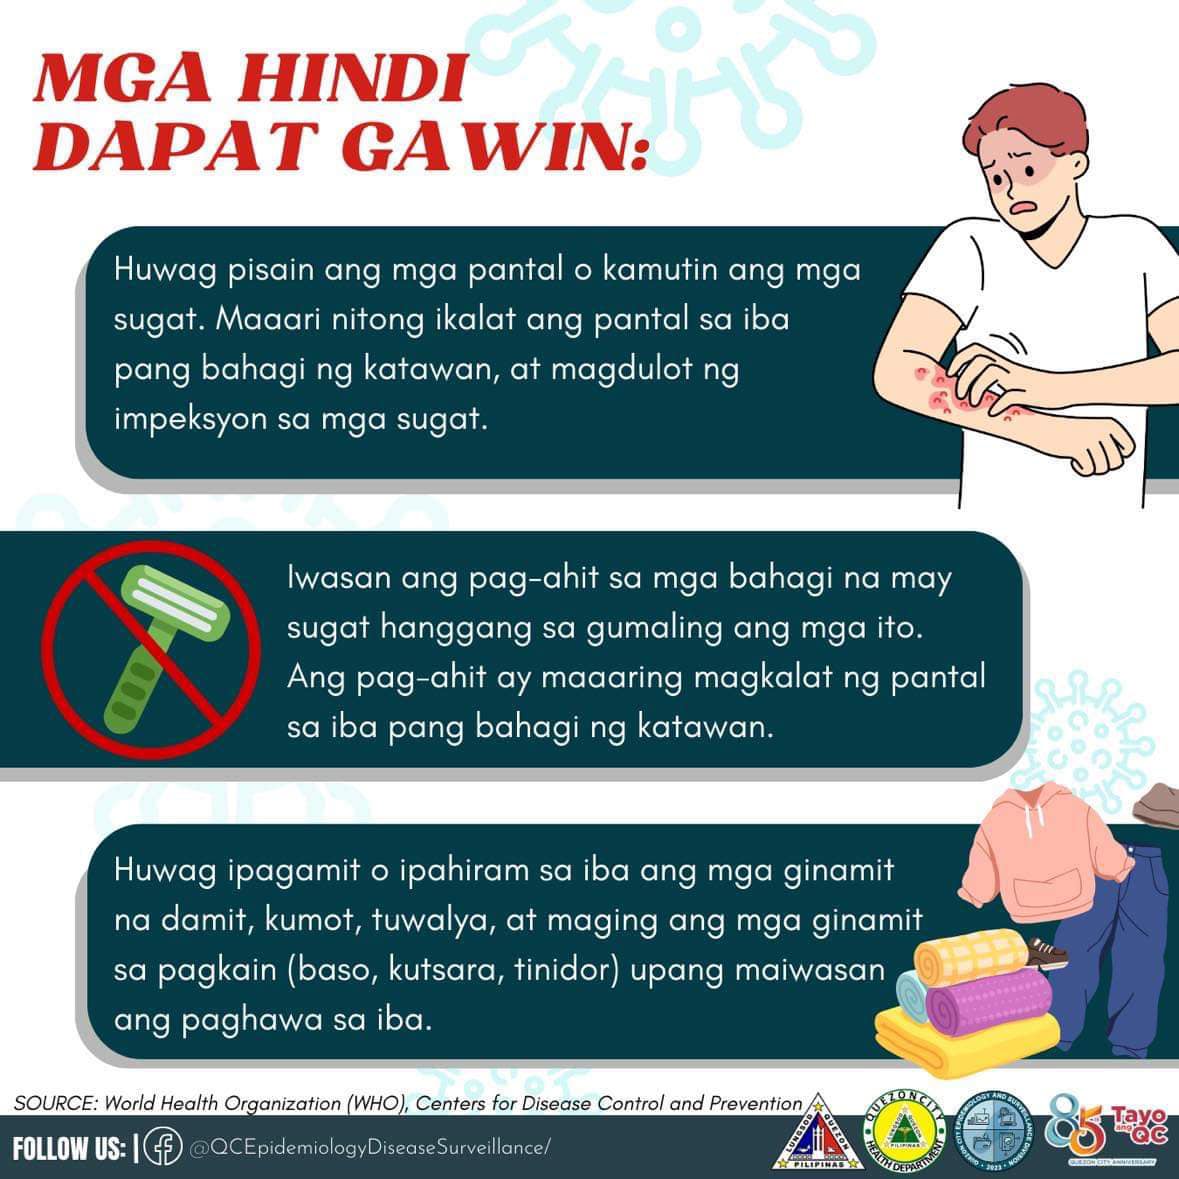 MGA HINDI
DAPAT GAWIN:
Huwag pisain ang mga pantal o kamutin ang mga
sugat. Maaari nitong ikalat ang pantal sa iba
pang bahagi ng katawan, at magdulot ng
impeksyon sa mga sugat.
Iwasan ang pag-ahit sa mga bahagi na may
sugat hanggang sa gumaling ang mga ito.
Ang pag-ahit ay maaaring magkalat ng pantal
sa iba pang bahagi ng katawan.
Huwag ipagamit o ipahiram sa iba ang mga ginamit
na damit, kumot, tuwalya, at maging ang mga ginamit
sa pagkain (baso, kutsara, tinidor) upang maiwasan
ang paghawa sa iba.
SOURCE: World Health Organization (WHO), Centers for Disease Control and Prevention
FOLLOW US: | @QCEpidemiologyDiseaseSurveillance/
LUNGSOD QUEZON
PILIPINAS
QUEZON CITY
HEALTH DEPARTMENT
QUEZON CITY EPIDEMIOLOGY AND SURVEILLANCE DIVISION
2023
85
Tayo
ang
QC
QUEZON CITY ANNIVERSARY